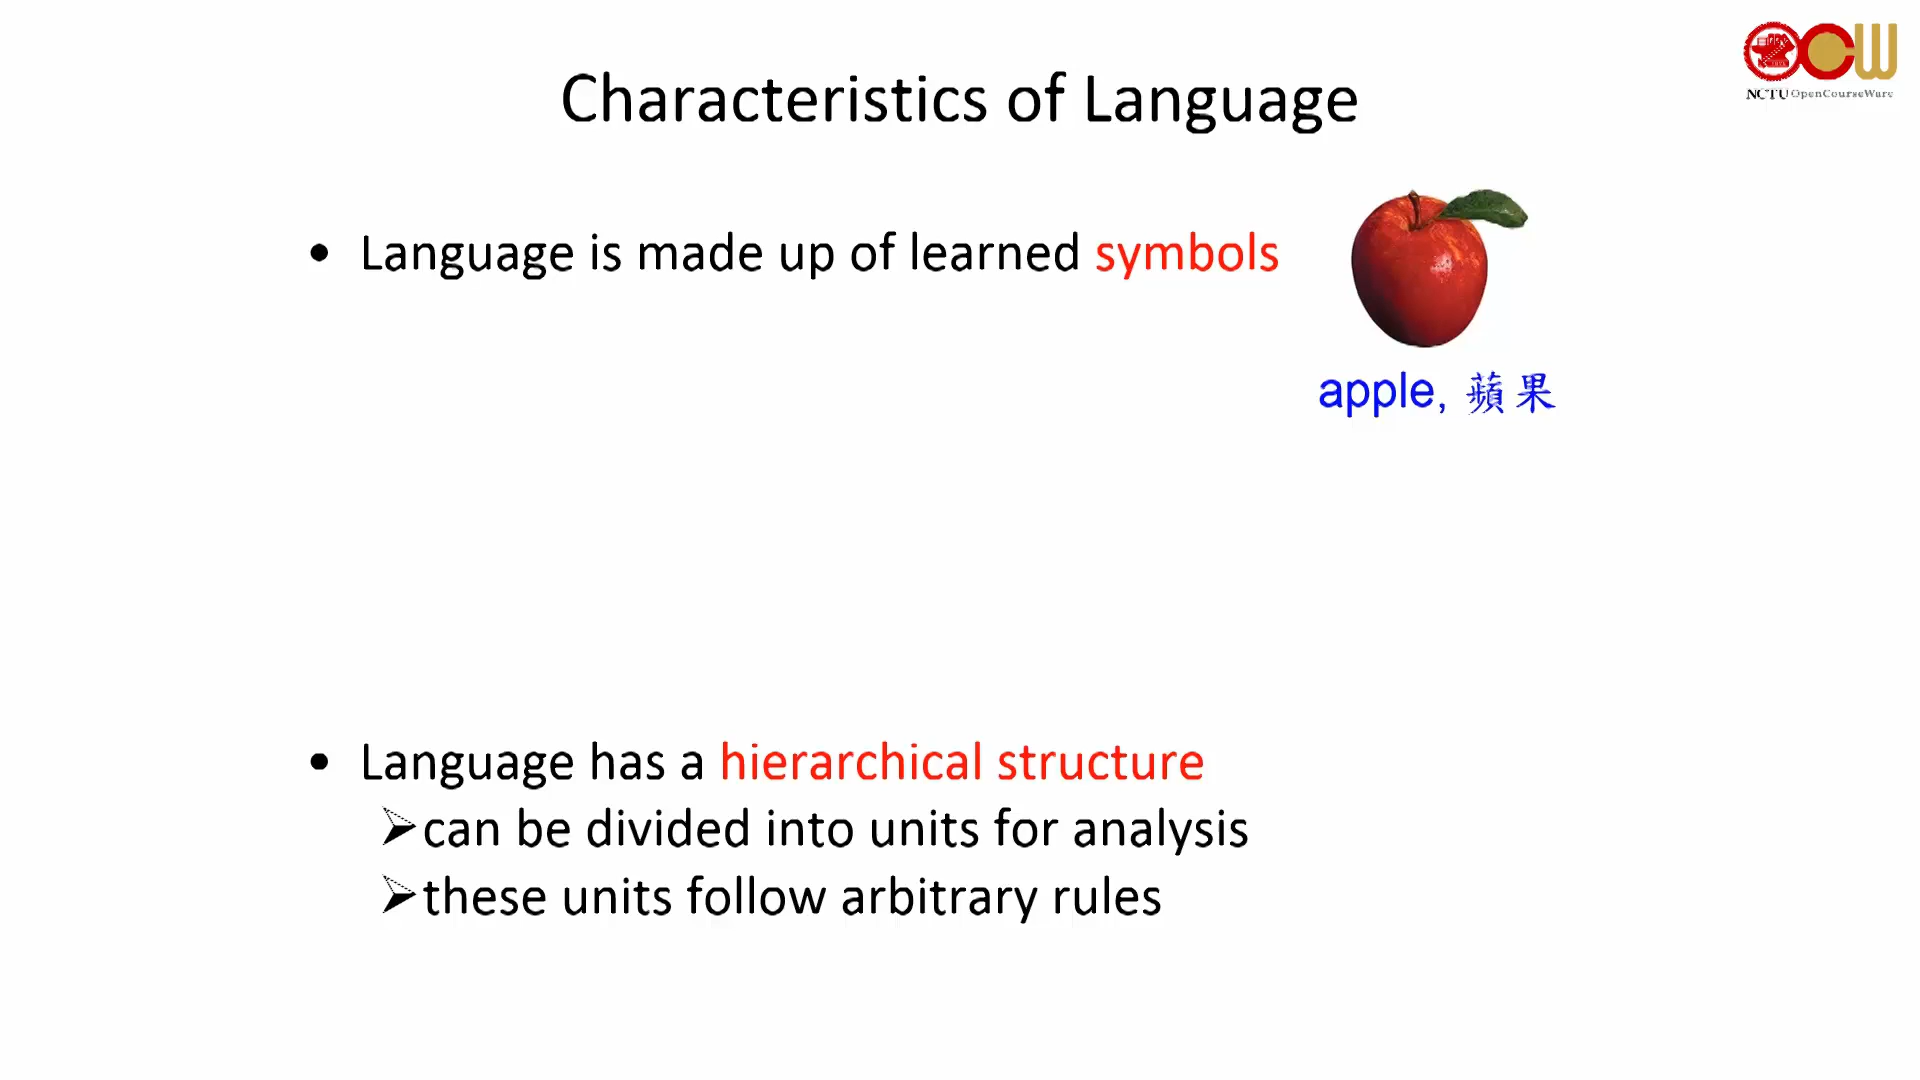 NCTU OpenCourseWare
Characteristics of Language
• Language is made up of learned symbols
apple, 蘋果
• Language has a hierarchical structure
➢can be divided into units for analysis
➢these units follow arbitrary rules